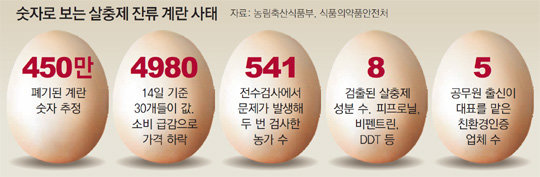 숫자로 보는 살충제 잔류 계란 사태
자료: 농림축산식품부, 식품의약품안전처
450만
폐기된 계란
숫자 추정
4980
14일 기준
30개들이 값.
소비 급감으로
가격 하락
541
전수검사에서
문제가 발생해
두 번 검사한
농가 수
8
검출된 살충제
성분 수. 피프로닐,
비펜트린,
DDT 등
5
공무원 출신이
대표를 맡은
친환경인증
업체 수